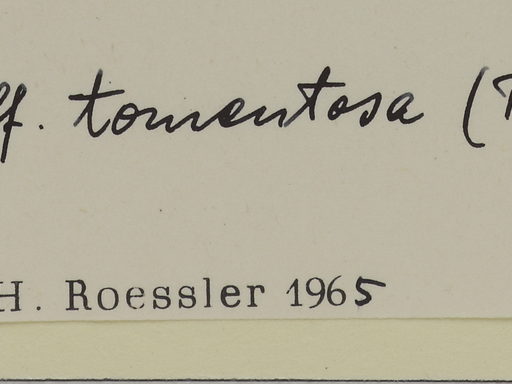 ff. tomentosa (
H. Roessler 1965